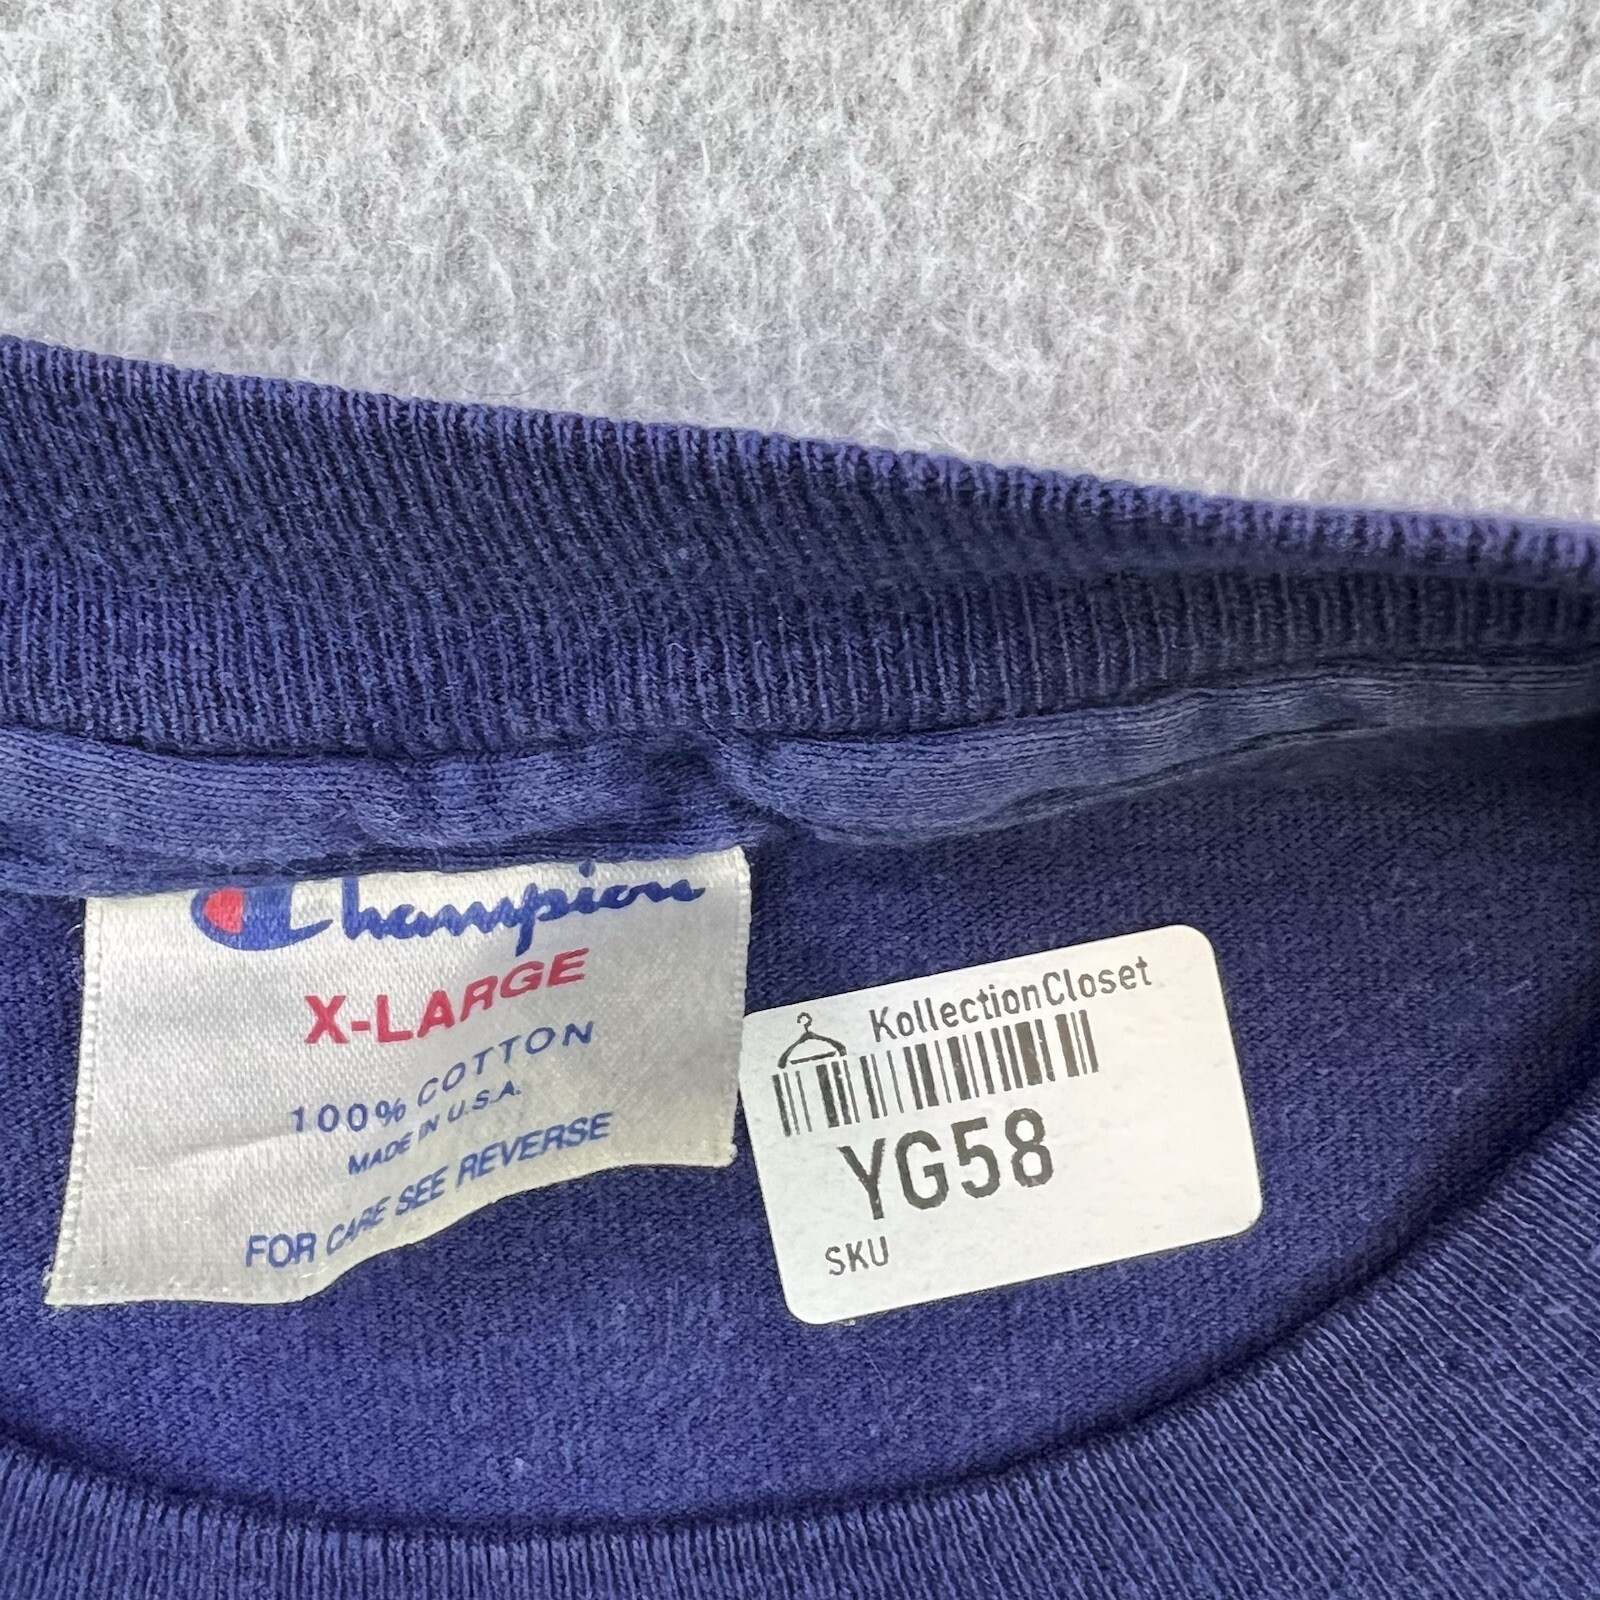 Champion
X-LARGE
100% COTTON
MADE IN U.S.A.
FOR CARE SEE REVERSE
KollectionCloset
YG58
SKU